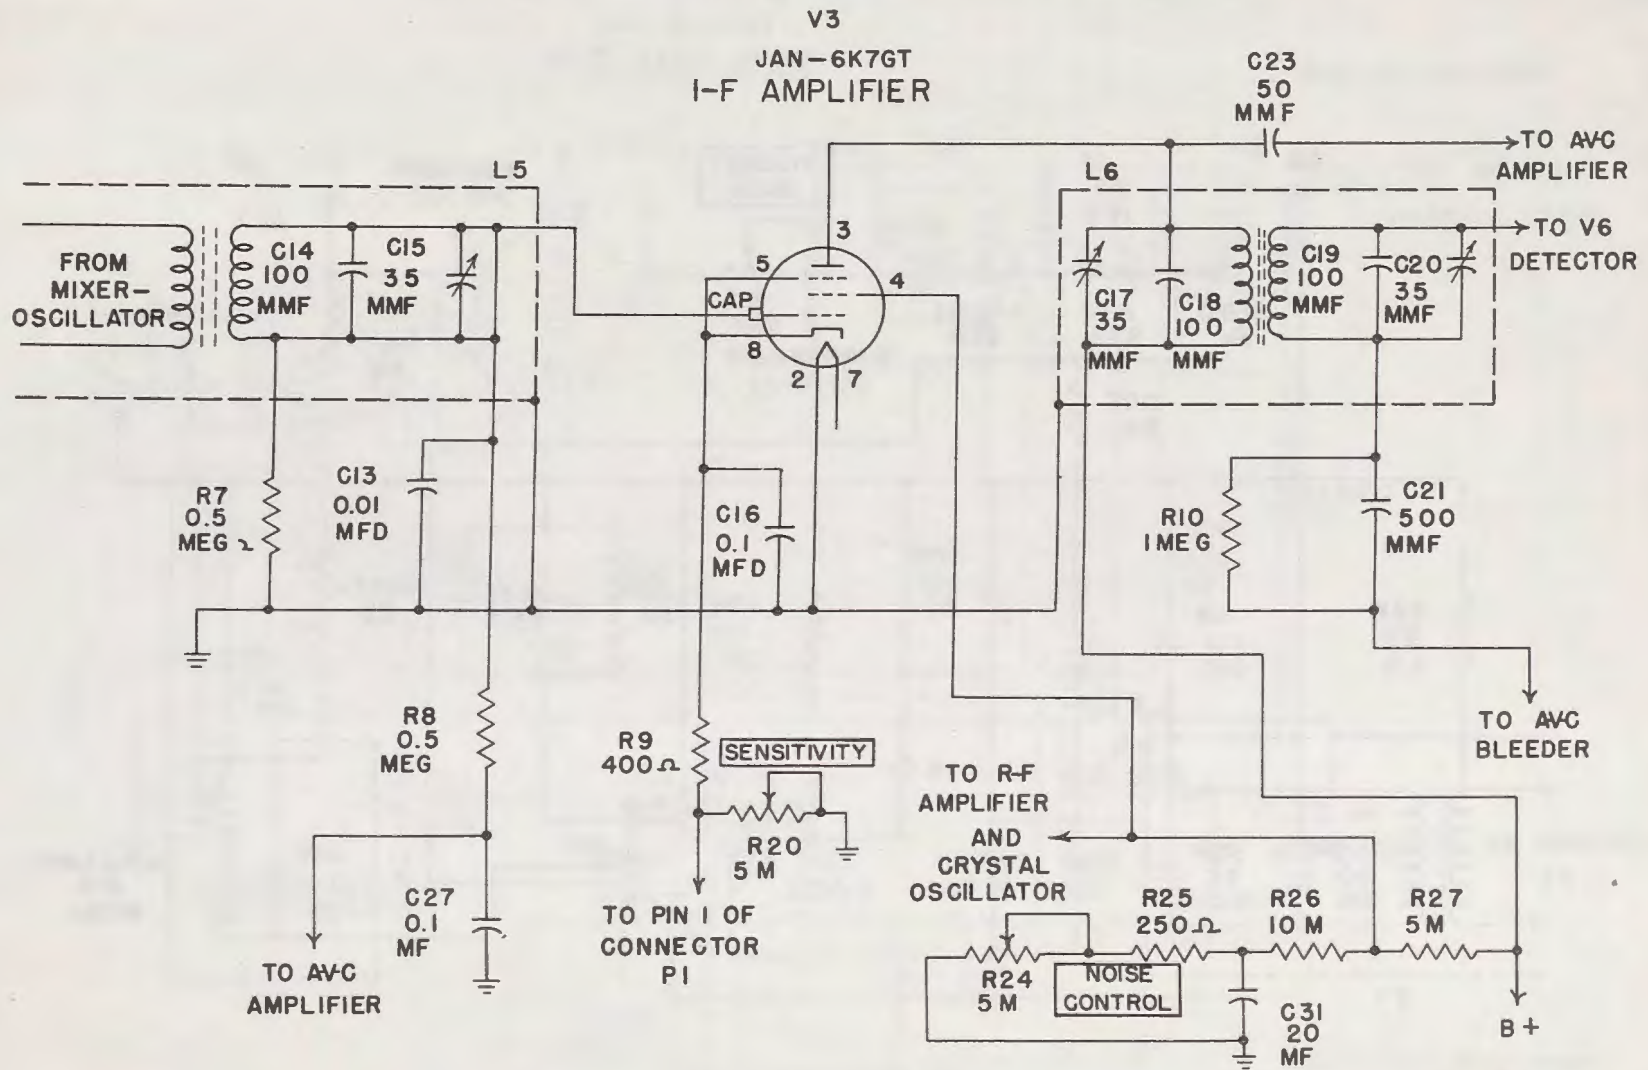 V3
JAN-6K7GT
I-F AMPLIFIER
C23
50
MMF
TO AVC
AMPLIFIER
L5
L6
FROM
MIXER-
OSCILLATOR
C14
100
MMF
C15
35
MMF
3
5
4
CAP
8
2
7
C17
35
MMF
C18
100
MMF
C19
100
MMF
C20
35
MMF
TO V6
DETECTOR
R7
0.5
MEG Ω
C13
0.01
MFD
C16
0.1
MFD
R10
1MEG
C21
500
MMF
TO AVC
BLEEDER
R8
0.5
MEG
R9
400Ω
SENSITIVITY
R20
5M
TO R-F
AMPLIFIER
AND
CRYSTAL
OSCILLATOR
C27
0.1
MF
TO AVC
AMPLIFIER
TO PIN 1 OF
CONNECTOR
P1
R24
5M
NOISE
CONTROL
R25
250Ω
R26
10M
R27
5M
C31
20
MF
B+